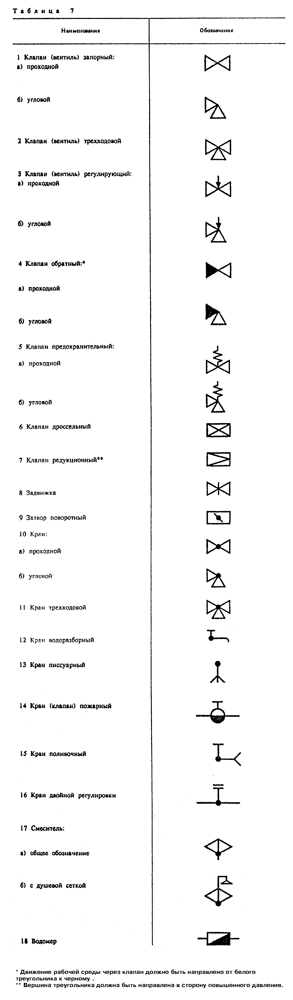 Таблица 7
Наименование Обозначение
1 Клапан (вентиль) запорный:
а) проходной
б) угловой
2 Клапан (вентиль) трехходовой
3 Клапан (вентиль) регулирующий:
а) проходной
б) угловой
4 Клапан обратный:*
а) проходной
б) угловой
5 Клапан предохранительный:
а) проходной
б) угловой
6 Клапан дроссельный
7 Клапан редукционный**
8 Задвижка
9 Затвор поворотный
10 Кран:
а) проходной
б) угловой
11 Кран трехходовой
12 Кран водоразборный
13 Кран писсуарный
14 Кран (клапан) пожарный
15 Кран поливочный
16 Кран двойной регулировки
17 Смеситель:
а) общее обозначение
б) с душевой сеткой
18 Водомер
* Движение рабочей среды через клапан должно быть направлено от белого
треугольника к черному .
** Вершина треугольника должна быть направлена в сторону повышенного давления.